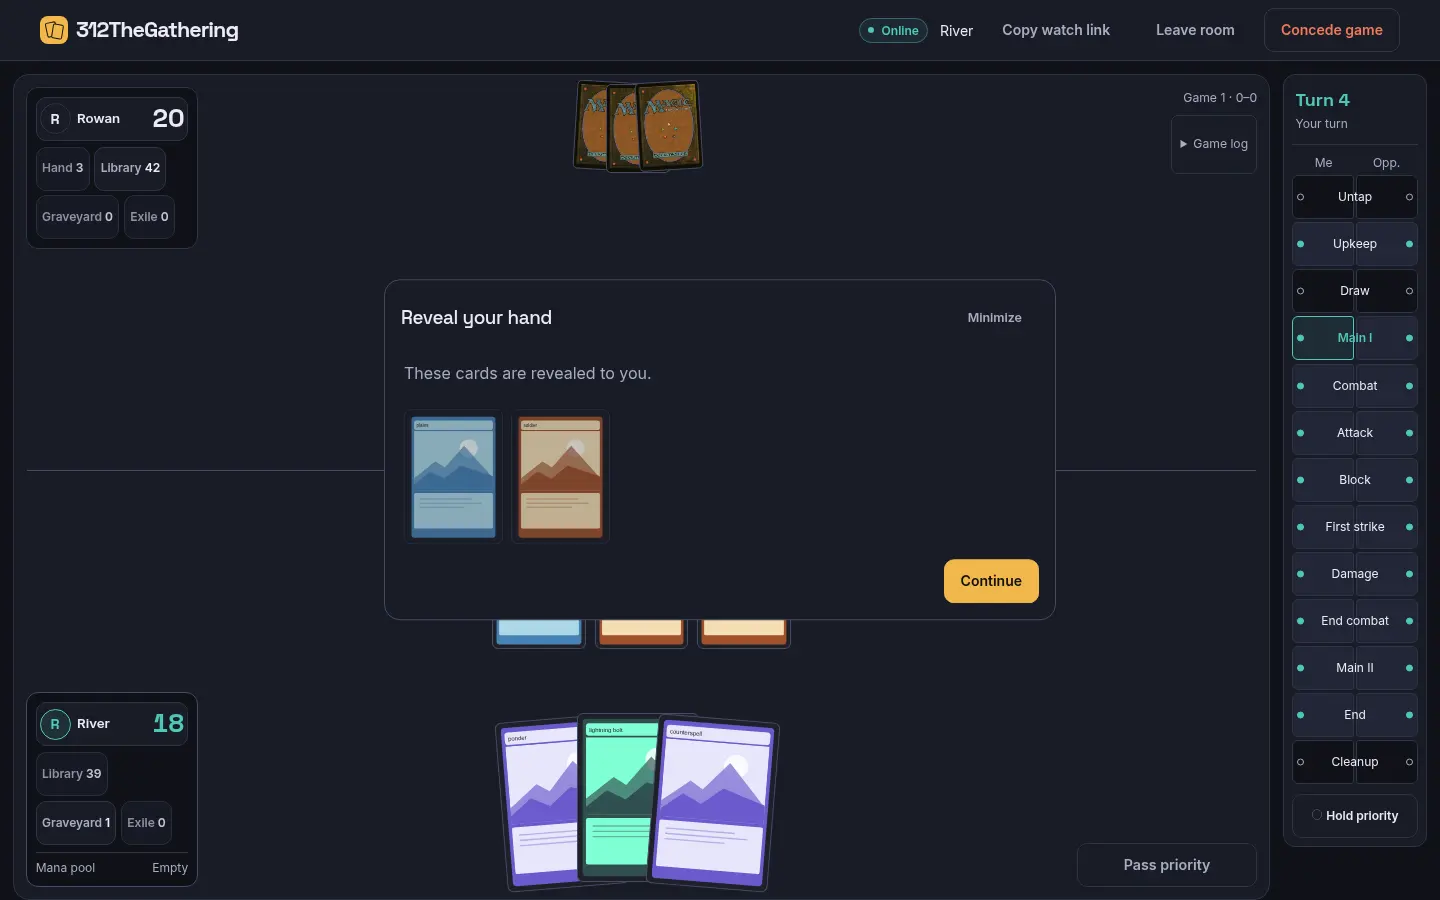 312TheGathering
Online
River
Copy watch link
Leave room
Concede game
R
Rowan
20
Hand 3
Library 42
Graveyard 0
Exile 0
Game 1 · 0–0
▶ Game log
Turn 4
Your turn
Me
Opp.
Untap
Upkeep
Draw
Main I
Combat
Attack
Block
First strike
Damage
End combat
Main II
End
Cleanup
Hold priority
Reveal your hand
Minimize
These cards are revealed to you.
plains
soldier
Continue
R
River
18
Library 39
Graveyard 1
Exile 0
Mana pool
Empty
ponder
lightning bolt
counterspell
Pass priority